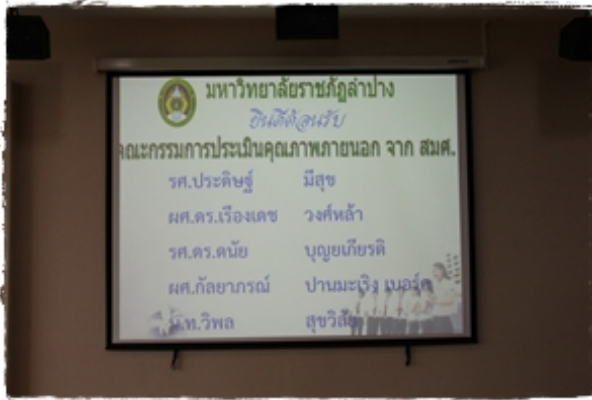 มหาวิทยาลัยราชภัฏลำปาง
ยินดีต้อนรับ
คณะกรรมการประเมินคุณภาพภายนอก จาก สมศ.
รศ.ประดิษฐ์ มีสุข
ผศ.ดร.เรืองเดช วงศ์หล้า
รศ.ดร.ดนัย บุญยเกียรติ
ผศ.กัลยาภรณ์ ปานมะเริง เบอร์ค
น.ท.วิพล สุขวิลัย